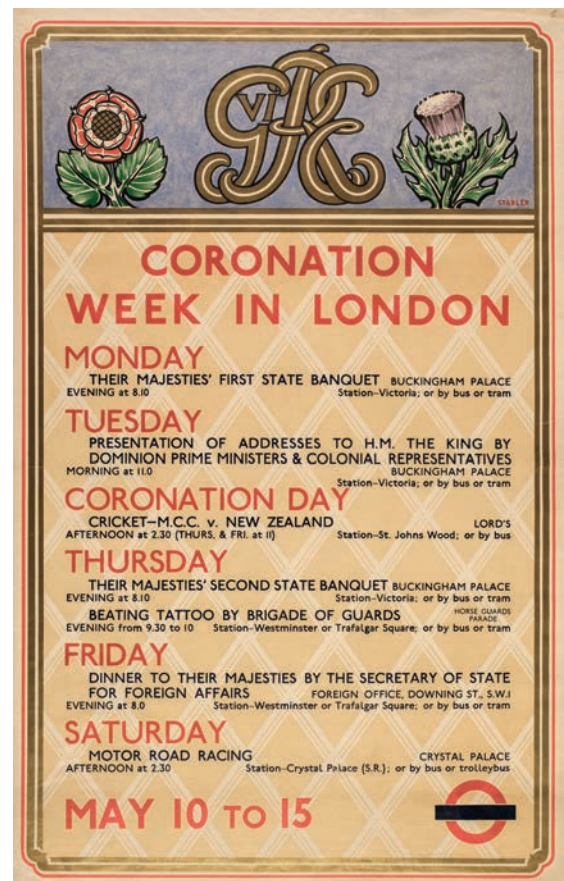 GRE VI
STABLER
CORONATION
WEEK IN LONDON
MONDAY
THEIR MAJESTIES' FIRST STATE BANQUET BUCKINGHAM PALACE
EVENING at 8.10 Station–Victoria; or by bus or tram
TUESDAY
PRESENTATION OF ADDRESSES TO H.M. THE KING BY
DOMINION PRIME MINISTERS & COLONIAL REPRESENTATIVES
MORNING at 11.0 BUCKINGHAM PALACE
Station–Victoria; or by bus or tram
CORONATION DAY
CRICKET–M.C.C. v. NEW ZEALAND LORD'S
AFTERNOON at 2.30 (THURS. & FRI. at 11) Station–St. Johns Wood; or by bus
THURSDAY
THEIR MAJESTIES' SECOND STATE BANQUET BUCKINGHAM PALACE
EVENING at 8.10 Station–Victoria; or by bus or tram
BEATING TATTOO BY BRIGADE OF GUARDS HORSE GUARDS PARADE
EVENING from 9.30 to 10 Station–Westminster or Trafalgar Square; or by bus or tram
FRIDAY
DINNER TO THEIR MAJESTIES BY THE SECRETARY OF STATE
FOR FOREIGN AFFAIRS FOREIGN OFFICE, DOWNING ST., S.W.1
EVENING at 8.0 Station–Westminster or Trafalgar Square; or by bus or tram
SATURDAY
MOTOR ROAD RACING CRYSTAL PALACE
AFTERNOON at 2.30 Station–Crystal Palace (S.R.); or by bus or trolleybus
MAY 10 TO 15